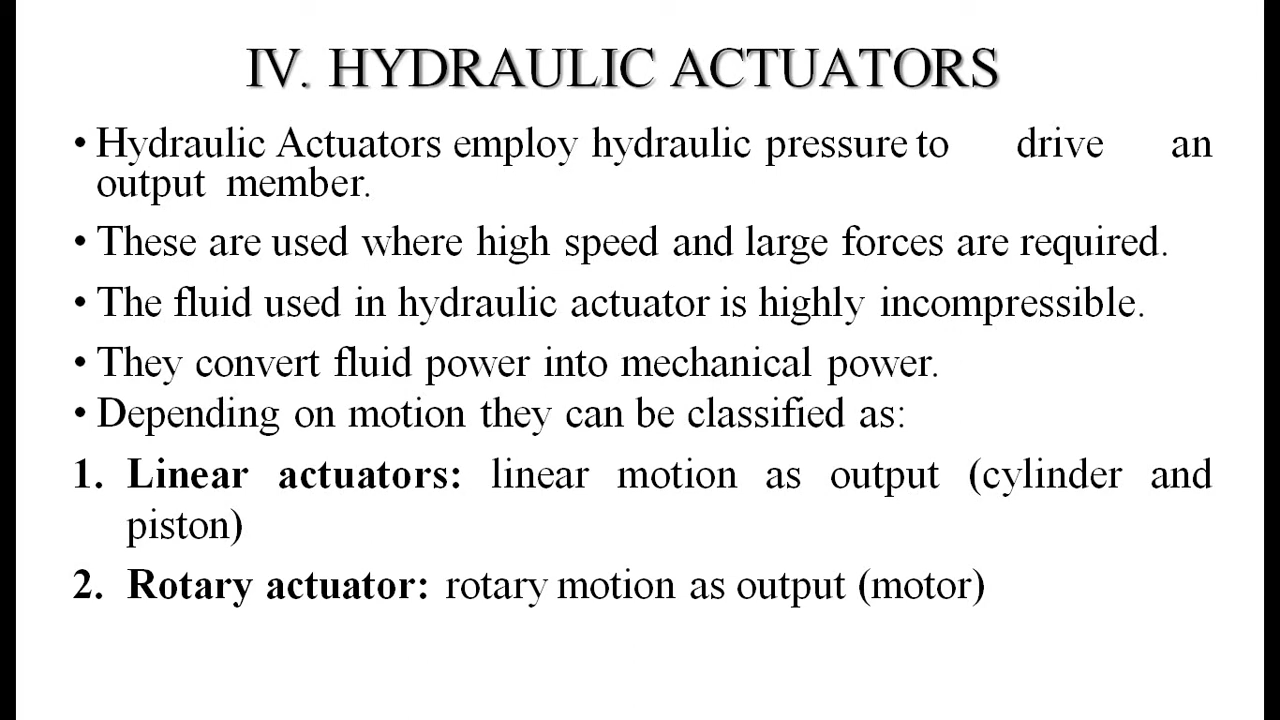 IV. HYDRAULIC ACTUATORS
• Hydraulic Actuators employ hydraulic pressure to drive an
output member.
• These are used where high speed and large forces are required.
• The fluid used in hydraulic actuator is highly incompressible.
• They convert fluid power into mechanical power.
• Depending on motion they can be classified as:
1. Linear actuators: linear motion as output (cylinder and
piston)
2. Rotary actuator: rotary motion as output (motor)